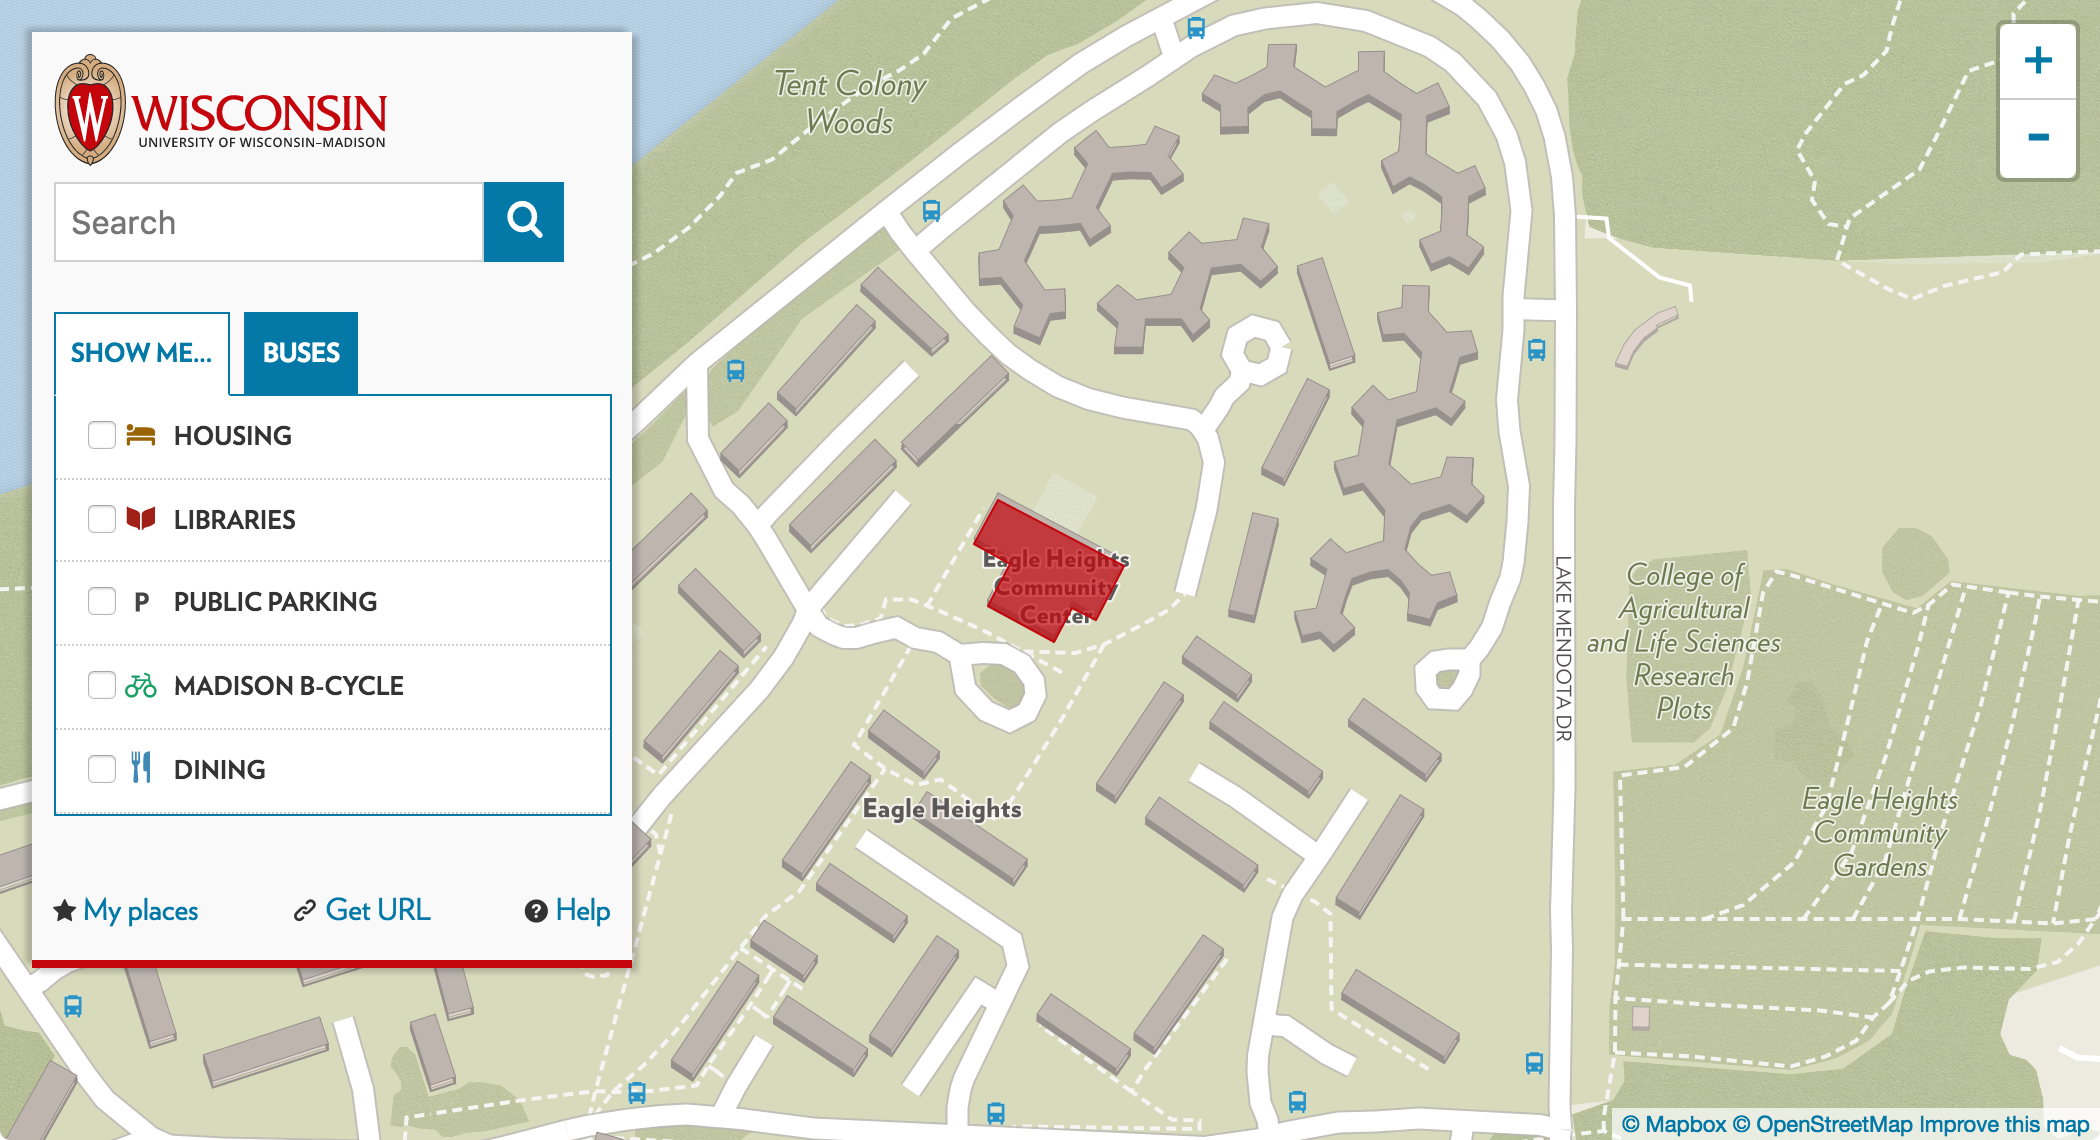 W
WISCONSIN
UNIVERSITY OF WISCONSIN–MADISON
Search
SHOW ME...
BUSES
HOUSING
LIBRARIES
P PUBLIC PARKING
MADISON B-CYCLE
DINING
My places
Get URL
? Help
Tent Colony
Woods
+
-
Eagle Heights
Community
Center
Eagle Heights
LAKE MENDOTA DR
College of
Agricultural
and Life Sciences
Research
Plots
Eagle Heights
Community
Gardens
© Mapbox © OpenStreetMap Improve this map